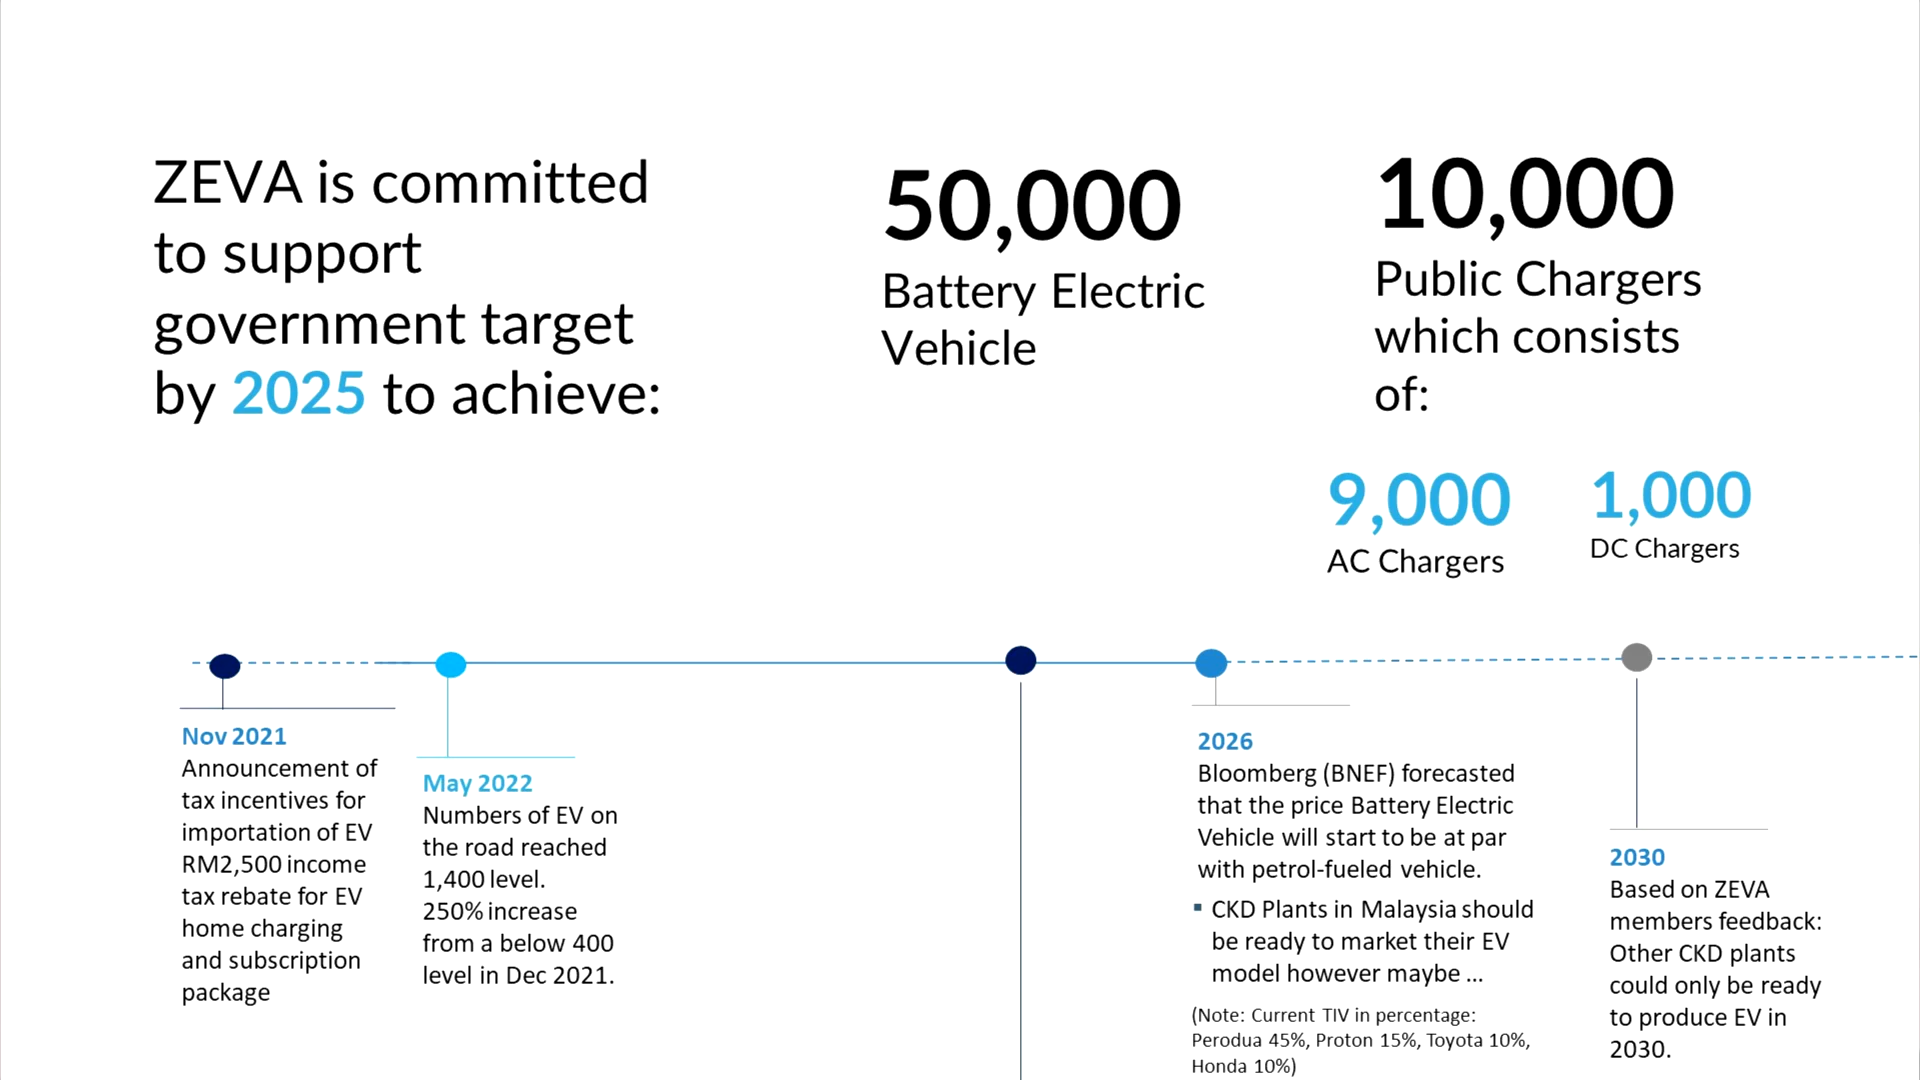 ZEVA is committed
to support
government target
by 2025 to achieve:
50,000
Battery Electric
Vehicle
10,000
Public Chargers
which consists
of:
9,000
AC Chargers
1,000
DC Chargers
Nov 2021
Announcement of
tax incentives for
importation of EV
RM2,500 income
tax rebate for EV
home charging
and subscription
package
May 2022
Numbers of EV on
the road reached
1,400 level.
250% increase
from a below 400
level in Dec 2021.
2026
Bloomberg (BNEF) forecasted
that the price Battery Electric
Vehicle will start to be at par
with petrol-fueled vehicle.
▪ CKD Plants in Malaysia should
be ready to market their EV
model however maybe ...
(Note: Current TIV in percentage:
Perodua 45%, Proton 15%, Toyota 10%,
Honda 10%)
2030
Based on ZEVA
members feedback:
Other CKD plants
could only be ready
to produce EV in
2030.